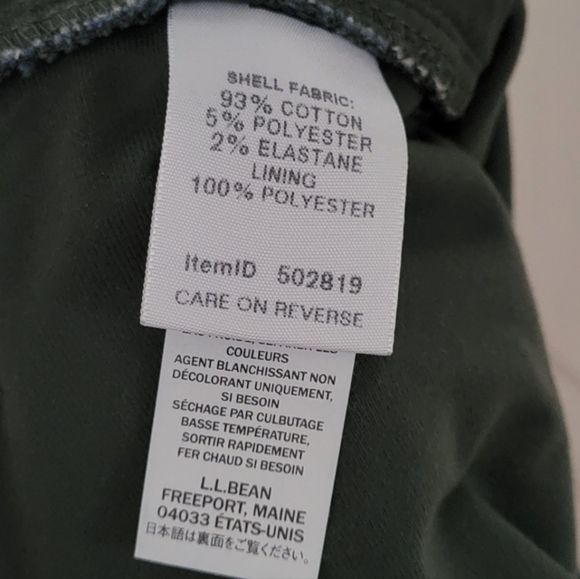 SHELL FABRIC:
93% COTTON
5% POLYESTER
2% ELASTANE
LINING
100% POLYESTER
ItemID 502819
CARE ON REVERSE
COULEURS
AGENT BLANCHISSANT NON
DÉCOLORANT UNIQUEMENT,
SI BESOIN
SÉCHAGE PAR CULBUTAGE
BASSE TEMPÉRATURE,
SORTIR RAPIDEMENT
FER CHAUD SI BESOIN
L.L.BEAN
FREEPORT, MAINE
04033 ÉTATS-UNIS
日本語は裏面をご覧ください。